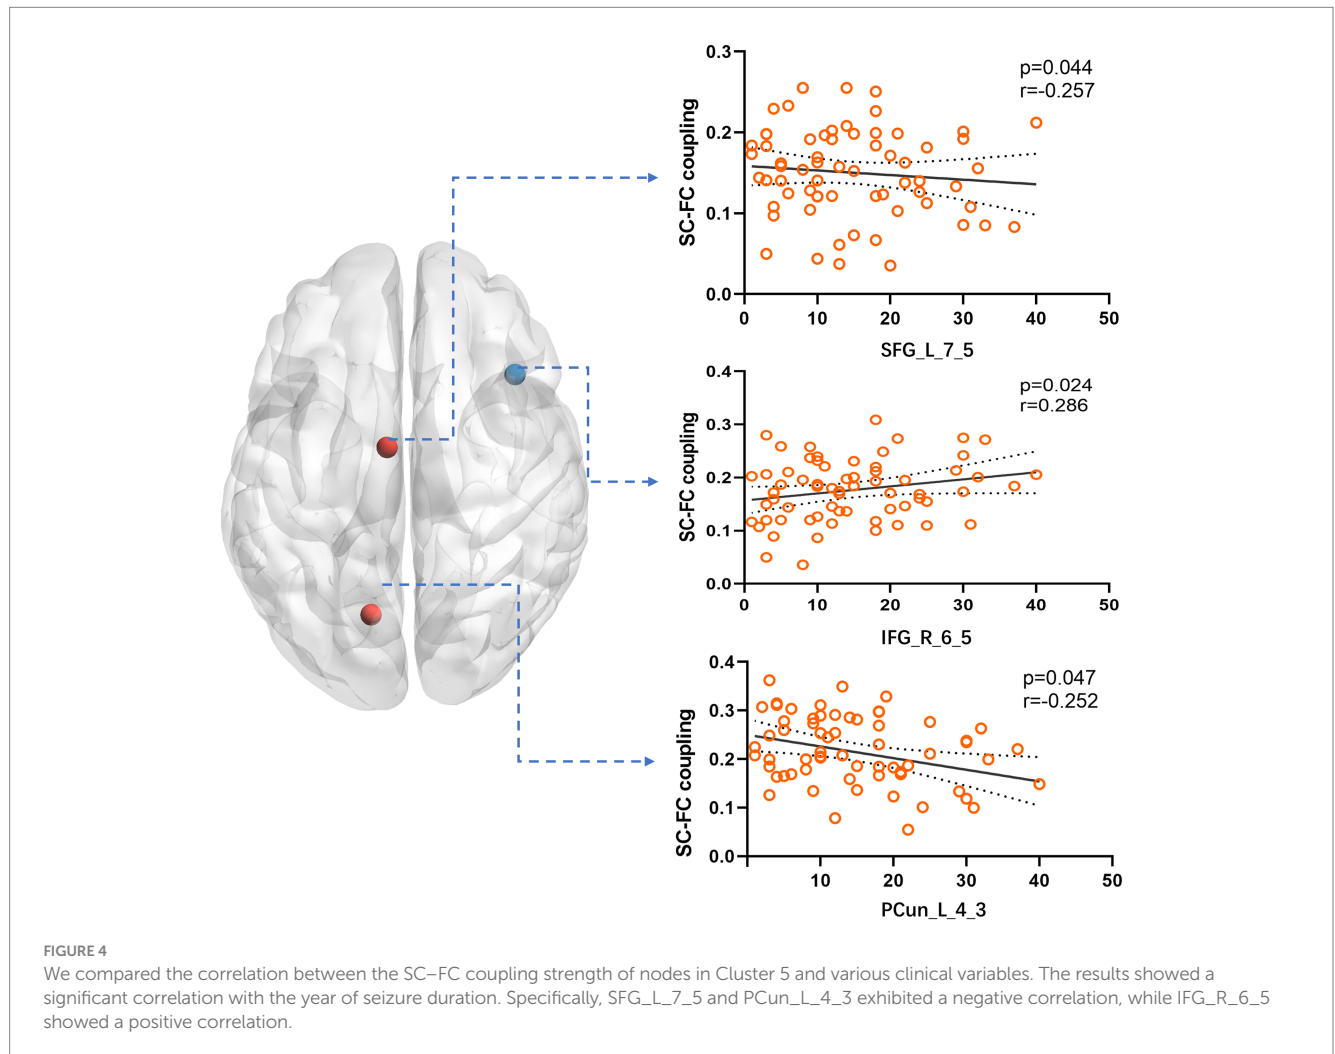 0.3
p=0.044
r=-0.257
0.2
SC-FC coupling
0.1
0.0
0 10 20 30 40 50
SFG_L_7_5
0.4
p=0.024
r=0.286
0.3
SC-FC coupling
0.2
0.1
0.0
0 10 20 30 40 50
IFG_R_6_5
0.4
p=0.047
r=-0.252
0.3
SC-FC coupling
0.2
0.1
0.0
10 20 30 40 50
PCun_L_4_3
FIGURE 4
We compared the correlation between the SC–FC coupling strength of nodes in Cluster 5 and various clinical variables. The results showed a
significant correlation with the year of seizure duration. Specifically, SFG_L_7_5 and PCun_L_4_3 exhibited a negative correlation, while IFG_R_6_5
showed a positive correlation.